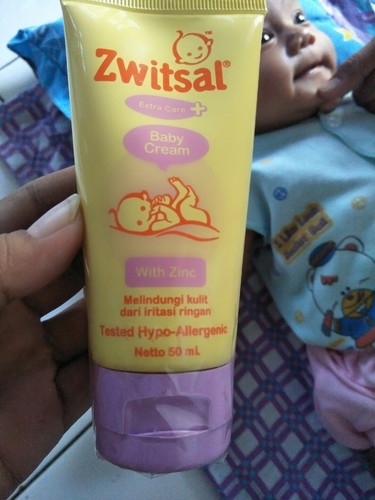 Zwitsal®
Extra Care +
Baby
Cream
With Zinc
Melindungi kulit
dari iritasi ringan
Tested Hypo-Allergenic
Netto 50 mL